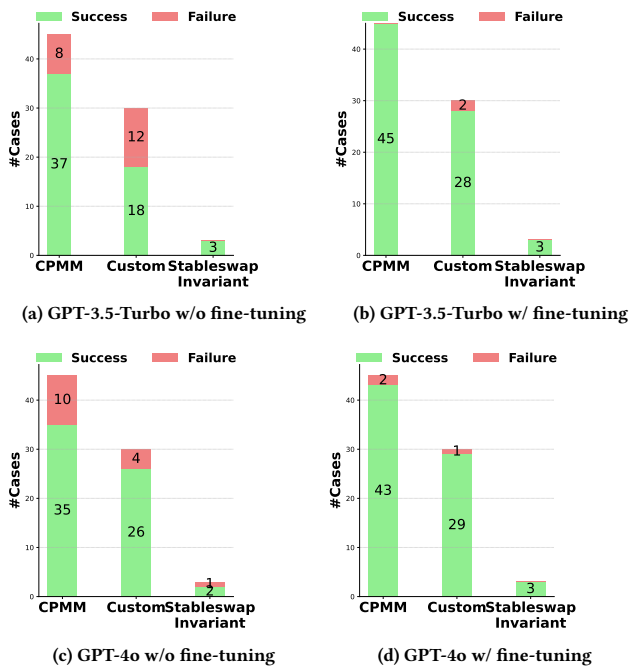 Success Failure
#Cases
40
30
20
10
0
8
37
12
18
3
CPMM Custom Stableswap
Invariant
(a) GPT-3.5-Turbo w/o fine-tuning
Success Failure
#Cases
40
30
20
10
0
45
2
28
3
CPMM Custom Stableswap
Invariant
(b) GPT-3.5-Turbo w/ fine-tuning
Success Failure
#Cases
40
30
20
10
0
10
35
4
26
1
2
CPMM Custom Stableswap
Invariant
(c) GPT-4o w/o fine-tuning
Success Failure
#Cases
40
30
20
10
0
2
43
1
29
3
CPMM Custom Stableswap
Invariant
(d) GPT-4o w/ fine-tuning